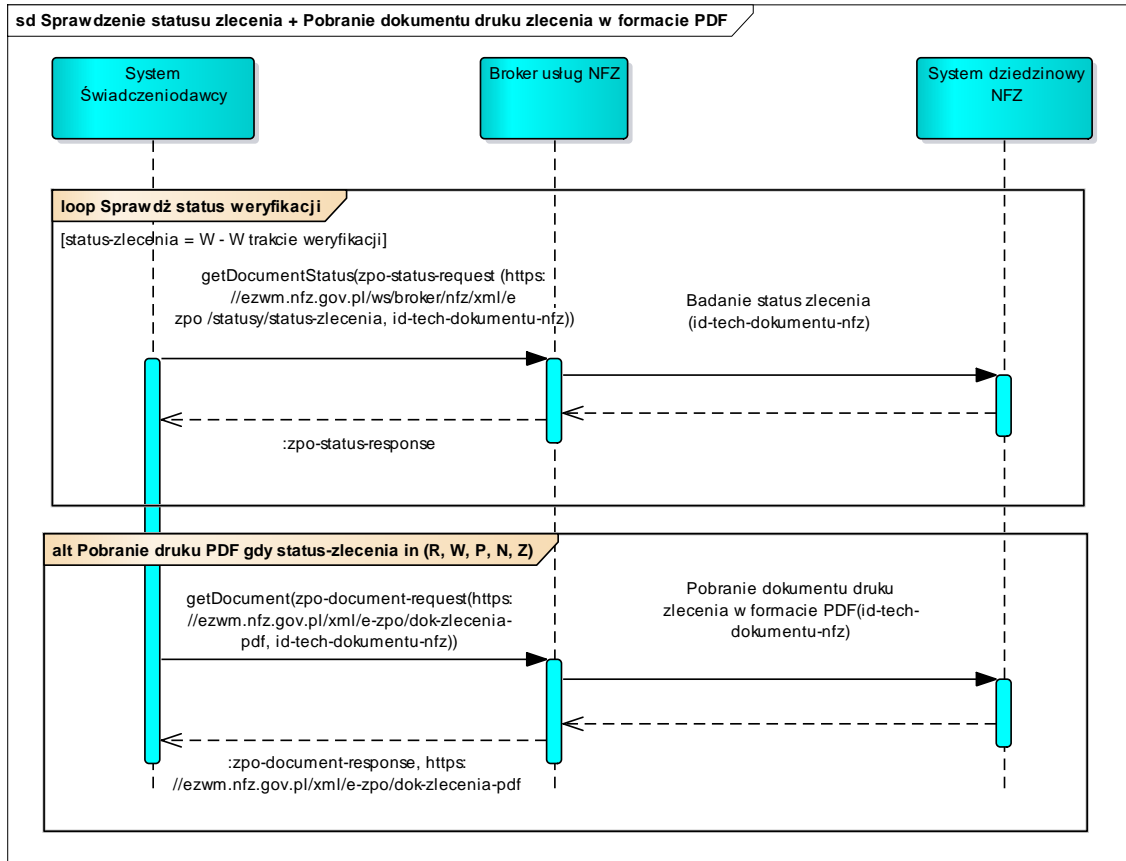 sd Sprawdzenie statusu zlecenia + Pobranie dokumentu druku zlecenia w formacie PDF
System
Świadczeniodawcy
Broker usług NFZ
System dziedzinowy
NFZ
loop Sprawdź status weryfikacji
[status-zlecenia = W - W trakcie weryfikacji]
getDocumentStatus(zpo-status-request (https:
//ezwm.nfz.gov.pl/ws/broker/nfz/xml/e
zpo /statusy/status-zlecenia, id-tech-dokumentu-nfz))
Badanie status zlecenia
(id-tech-dokumentu-nfz)
:zpo-status-response
alt Pobranie druku PDF gdy status-zlecenia in (R, W, P, N, Z)
getDocument(zpo-document-request(https:
//ezwm.nfz.gov.pl/xml/e-zpo/dok-zlecenia-
pdf, id-tech-dokumentu-nfz))
Pobranie dokumentu druku
zlecenia w formacie PDF(id-tech-
dokumentu-nfz)
:zpo-document-response, https:
//ezwm.nfz.gov.pl/xml/e-zpo/dok-zlecenia-pdf